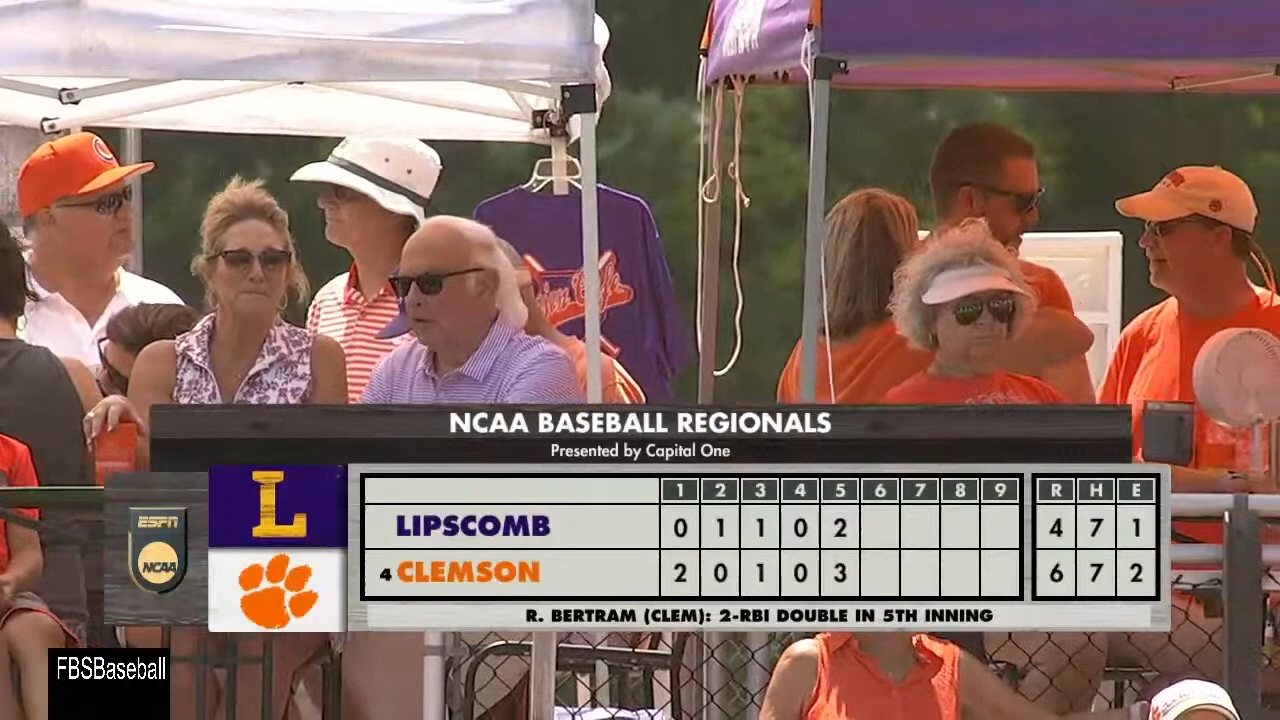 NCAA BASEBALL REGIONALS
Presented by Capital One
1 2 3 4 5 6 7 8 9 R H E
LIPSCOMB 0 1 1 0 2 4 7 1
4 CLEMSON 2 0 1 0 3 6 7 2
R. BERTRAM (CLEM): 2-RBI DOUBLE IN 5TH INNING
ESPN
NCAA
L
FBSBaseball